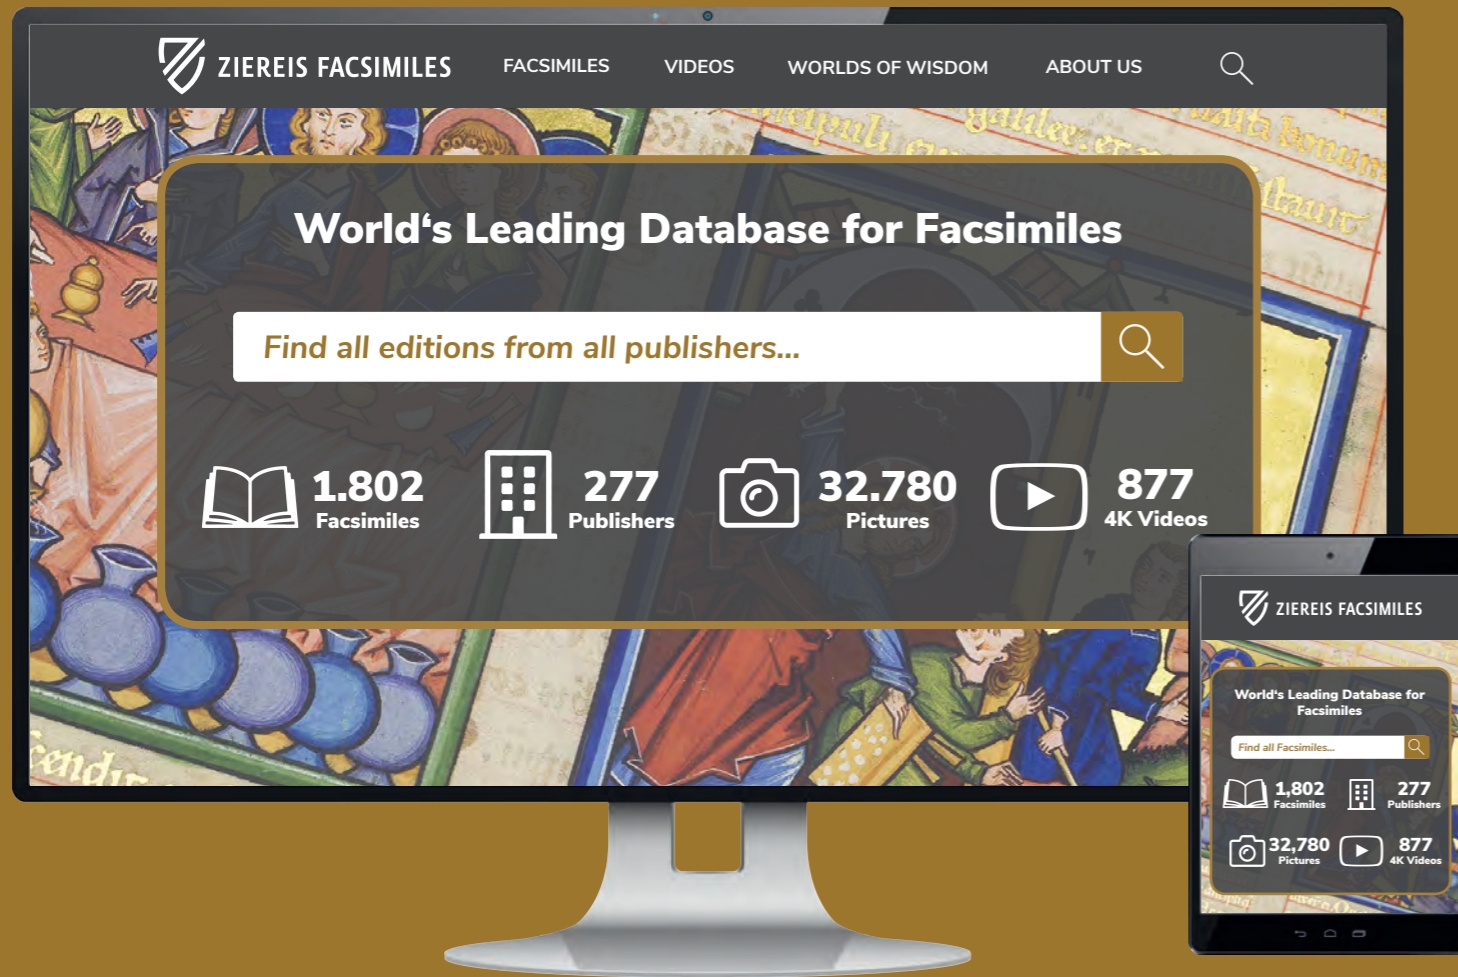 ZIEREIS FACSIMILES FACSIMILES VIDEOS WORLDS OF WISDOM ABOUT US
World‘s Leading Database for Facsimiles
Find all editions from all publishers...
1.802 277 32.780 877
Facsimiles Publishers Pictures 4K Videos
ZIEREIS FACSIMILES
World‘s Leading Database for
Facsimiles
Find all Facsimiles...
1,802 277
Facsimiles Publishers
32,780 877
Pictures 4K Videos